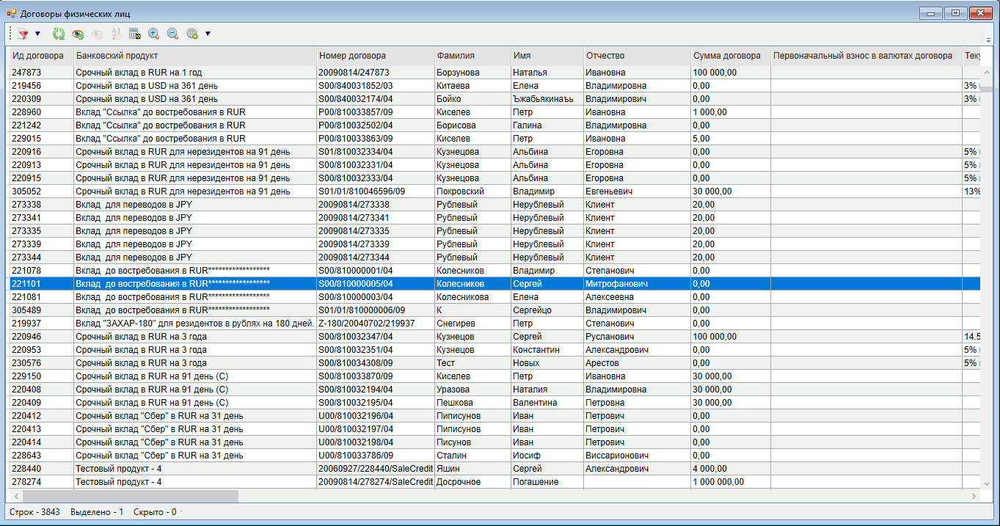 Договоры физических лиц
Ид договора Банковский продукт Номер договора Фамилия Имя Отчество Сумма договора Первоначальный взнос в валютах договора Теку
247873 Срочный вклад в RUR на 1 год 20090814/247873 Борзунова Наталья Ивановна 100 000,00
219456 Срочный вклад в USD на 361 день S00/840031852/03 Китаева Елена Владимировна 0,00 3%
220309 Срочный вклад в USD на 361 день S00/840032174/04 Бойко Ъжабьякинаъь Владимирович 0,00 3%
228960 Вклад "Ссылка" до востребования в RUR P00/810033857/09 Киселев Петр Ивановна 1 000,00
221242 Вклад "Ссылка" до востребования в RUR P00/810032502/04 Борисова Галина Владимировна 0,00
229015 Вклад "Ссылка" до востребования в RUR P00/810033863/09 Киселев Петр Ивановна 5,00
220916 Срочный вклад в RUR для нерезидентов на 91 день S01/810032334/04 Кузнецова Альбина Егоровна 0,00 5%
220913 Срочный вклад в RUR для нерезидентов на 91 день S00/810032331/04 Кузнецова Альбина Егоровна 0,00 5%
220915 Срочный вклад в RUR для нерезидентов на 91 день S00/810032333/04 Кузнецова Альбина Егоровна 0,00 5%
305052 Срочный вклад в RUR для нерезидентов на 91 день S01/01/810046596/09 Покровский Владимир Евгеньевич 30 000,00 13%
273338 Вклад  для переводов в JPY 20090814/273338 Рублевый Нерублевый Клиент 20,00
273341 Вклад  для переводов в JPY 20090814/273341 Рублевый Нерублевый Клиент 20,00
273335 Вклад  для переводов в JPY 20090814/273335 Рублевый Нерублевый Клиент 20,00
273339 Вклад  для переводов в JPY 20090814/273339 Рублевый Нерублевый Клиент 20,00
273344 Вклад  для переводов в JPY 20090814/273344 Рублевый Нерублевый Клиент 20,00
221078 Вклад  до востребования в RUR****************** S00/810000001/04 Колесников Владимир Степанович 0,00
221101 Вклад  до востребования в RUR****************** S00/810000005/04 Колесников Сергей Митрофанович 0,00
221081 Вклад  до востребования в RUR****************** S00/810000003/04 Колесникова Елена Алексеевна 0,00
305489 Вклад  до востребования в RUR****************** S01/01/810000006/09 К Сергейцо Владимирович 0,00
219937 Вклад "ЗАХАР-180" для резидентов в рублях на 180 дней. Z-180/20040702/219937 Снегирев Петр Степанович 0,00
220946 Срочный вклад в RUR на 3 года S00/810032347/04 Кузнецов Сергей Русланович 100 000,00 14.5
220953 Срочный вклад в RUR на 3 года S00/810032351/04 Кузнецов Константин Александрович 0,00 5%
230576 Срочный вклад в RUR на 3 года S00/810034308/09 Тест Новых Арестов 0,00 5%
229150 Срочный вклад в RUR на 91 день (С) S00/810033870/09 Киселев Петр Ивановна 30 000,00
220408 Срочный вклад в RUR на 91 день (С) S00/810032194/04 Уразова Наталия Владимировна 30 000,00
220409 Срочный вклад в RUR на 91 день (С) S00/810032195/04 Пешкова Валентина Петровна 30 000,00
220412 Срочный вклад "Сбер" в RUR на 31 день U00/810032196/04 Пиписунов Иван Петрович 0,00
220413 Срочный вклад "Сбер" в RUR на 31 день U00/810032197/04 Пиписунов Иван Петрович 0,00
220414 Срочный вклад "Сбер" в RUR на 31 день U00/810032198/04 Писунов Иван Петрович 0,00
228643 Срочный вклад "Сбер" в RUR на 31 день U00/810033786/09 Сталин Иосиф Виссарионович 0,00
228440 Тестовый продукт - 4 20060927/228440/SaleCredit Яшин Сергей Александрович 4 000,00
278274 Тестовый продукт - 4 20090814/278274/SaleCredit Досрочное Погашение 1 000 000,00
Строк - 3843 Выделено - 1 Скрыто - 0